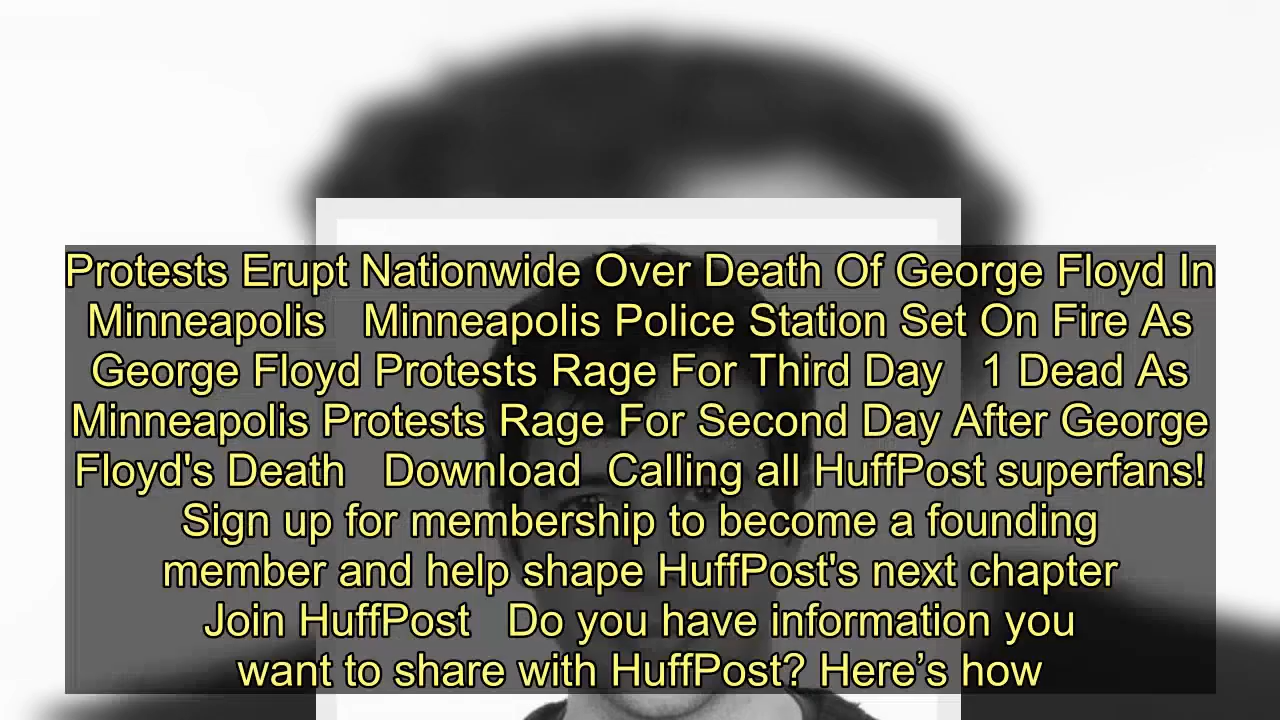 Protests Erupt Nationwide Over Death Of George Floyd In
Minneapolis   Minneapolis Police Station Set On Fire As
George Floyd Protests Rage For Third Day   1 Dead As
Minneapolis Protests Rage For Second Day After George
Floyd's Death   Download  Calling all HuffPost superfans!
Sign up for membership to become a founding
member and help shape HuffPost's next chapter
Join HuffPost   Do you have information you
want to share with HuffPost? Here’s how